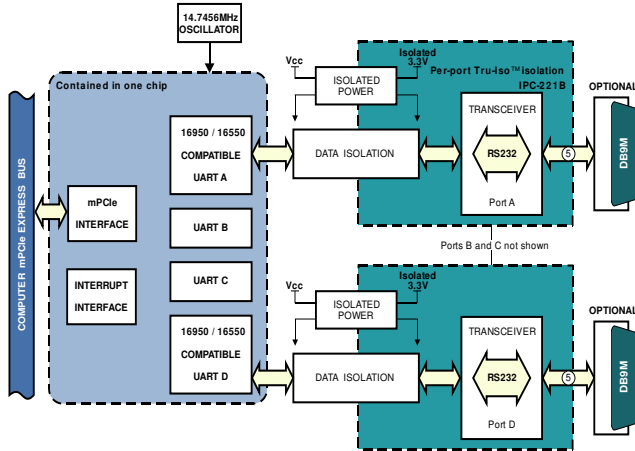 14.7456MHz
OSCILLATOR
Contained in one chip
COMPUTER mPCIe EXPRESS BUS
mPCIe
INTERFACE
INTERRUPT
INTERFACE
16950 / 16550
COMPATIBLE
UART A
UART B
UART C
16950 / 16550
COMPATIBLE
UART D
Vcc
Isolated
3.3V
ISOLATED
POWER
DATA ISOLATION
Per-port Tru-Iso™isolation
IPC-221B
TRANSCEIVER
RS232
Port A
5
OPTIONAL
DB9M
Ports B and C not shown
Vcc
Isolated
3.3V
ISOLATED
POWER
DATA ISOLATION
TRANSCEIVER
RS232
Port D
5
OPTIONAL
DB9M